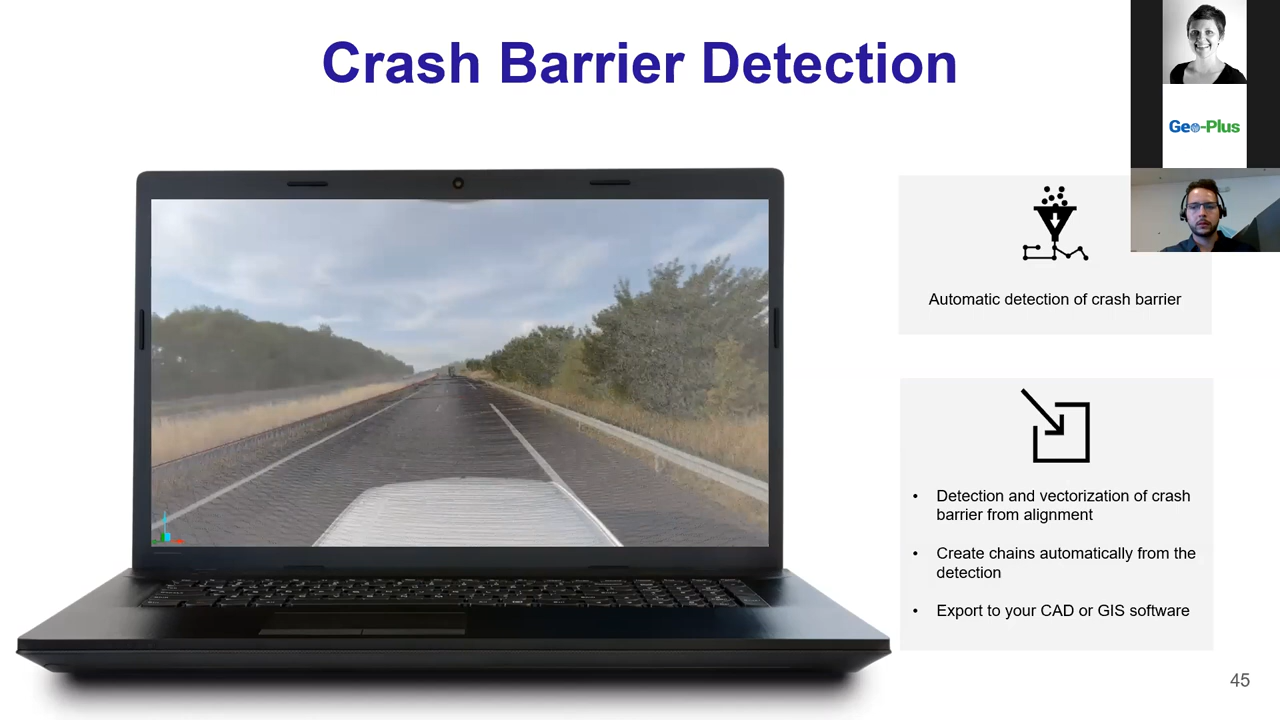 Crash Barrier Detection
Geo-Plus
Automatic detection of crash barrier
• Detection and vectorization of crash
barrier from alignment
• Create chains automatically from the
detection
• Export to your CAD or GIS software
45